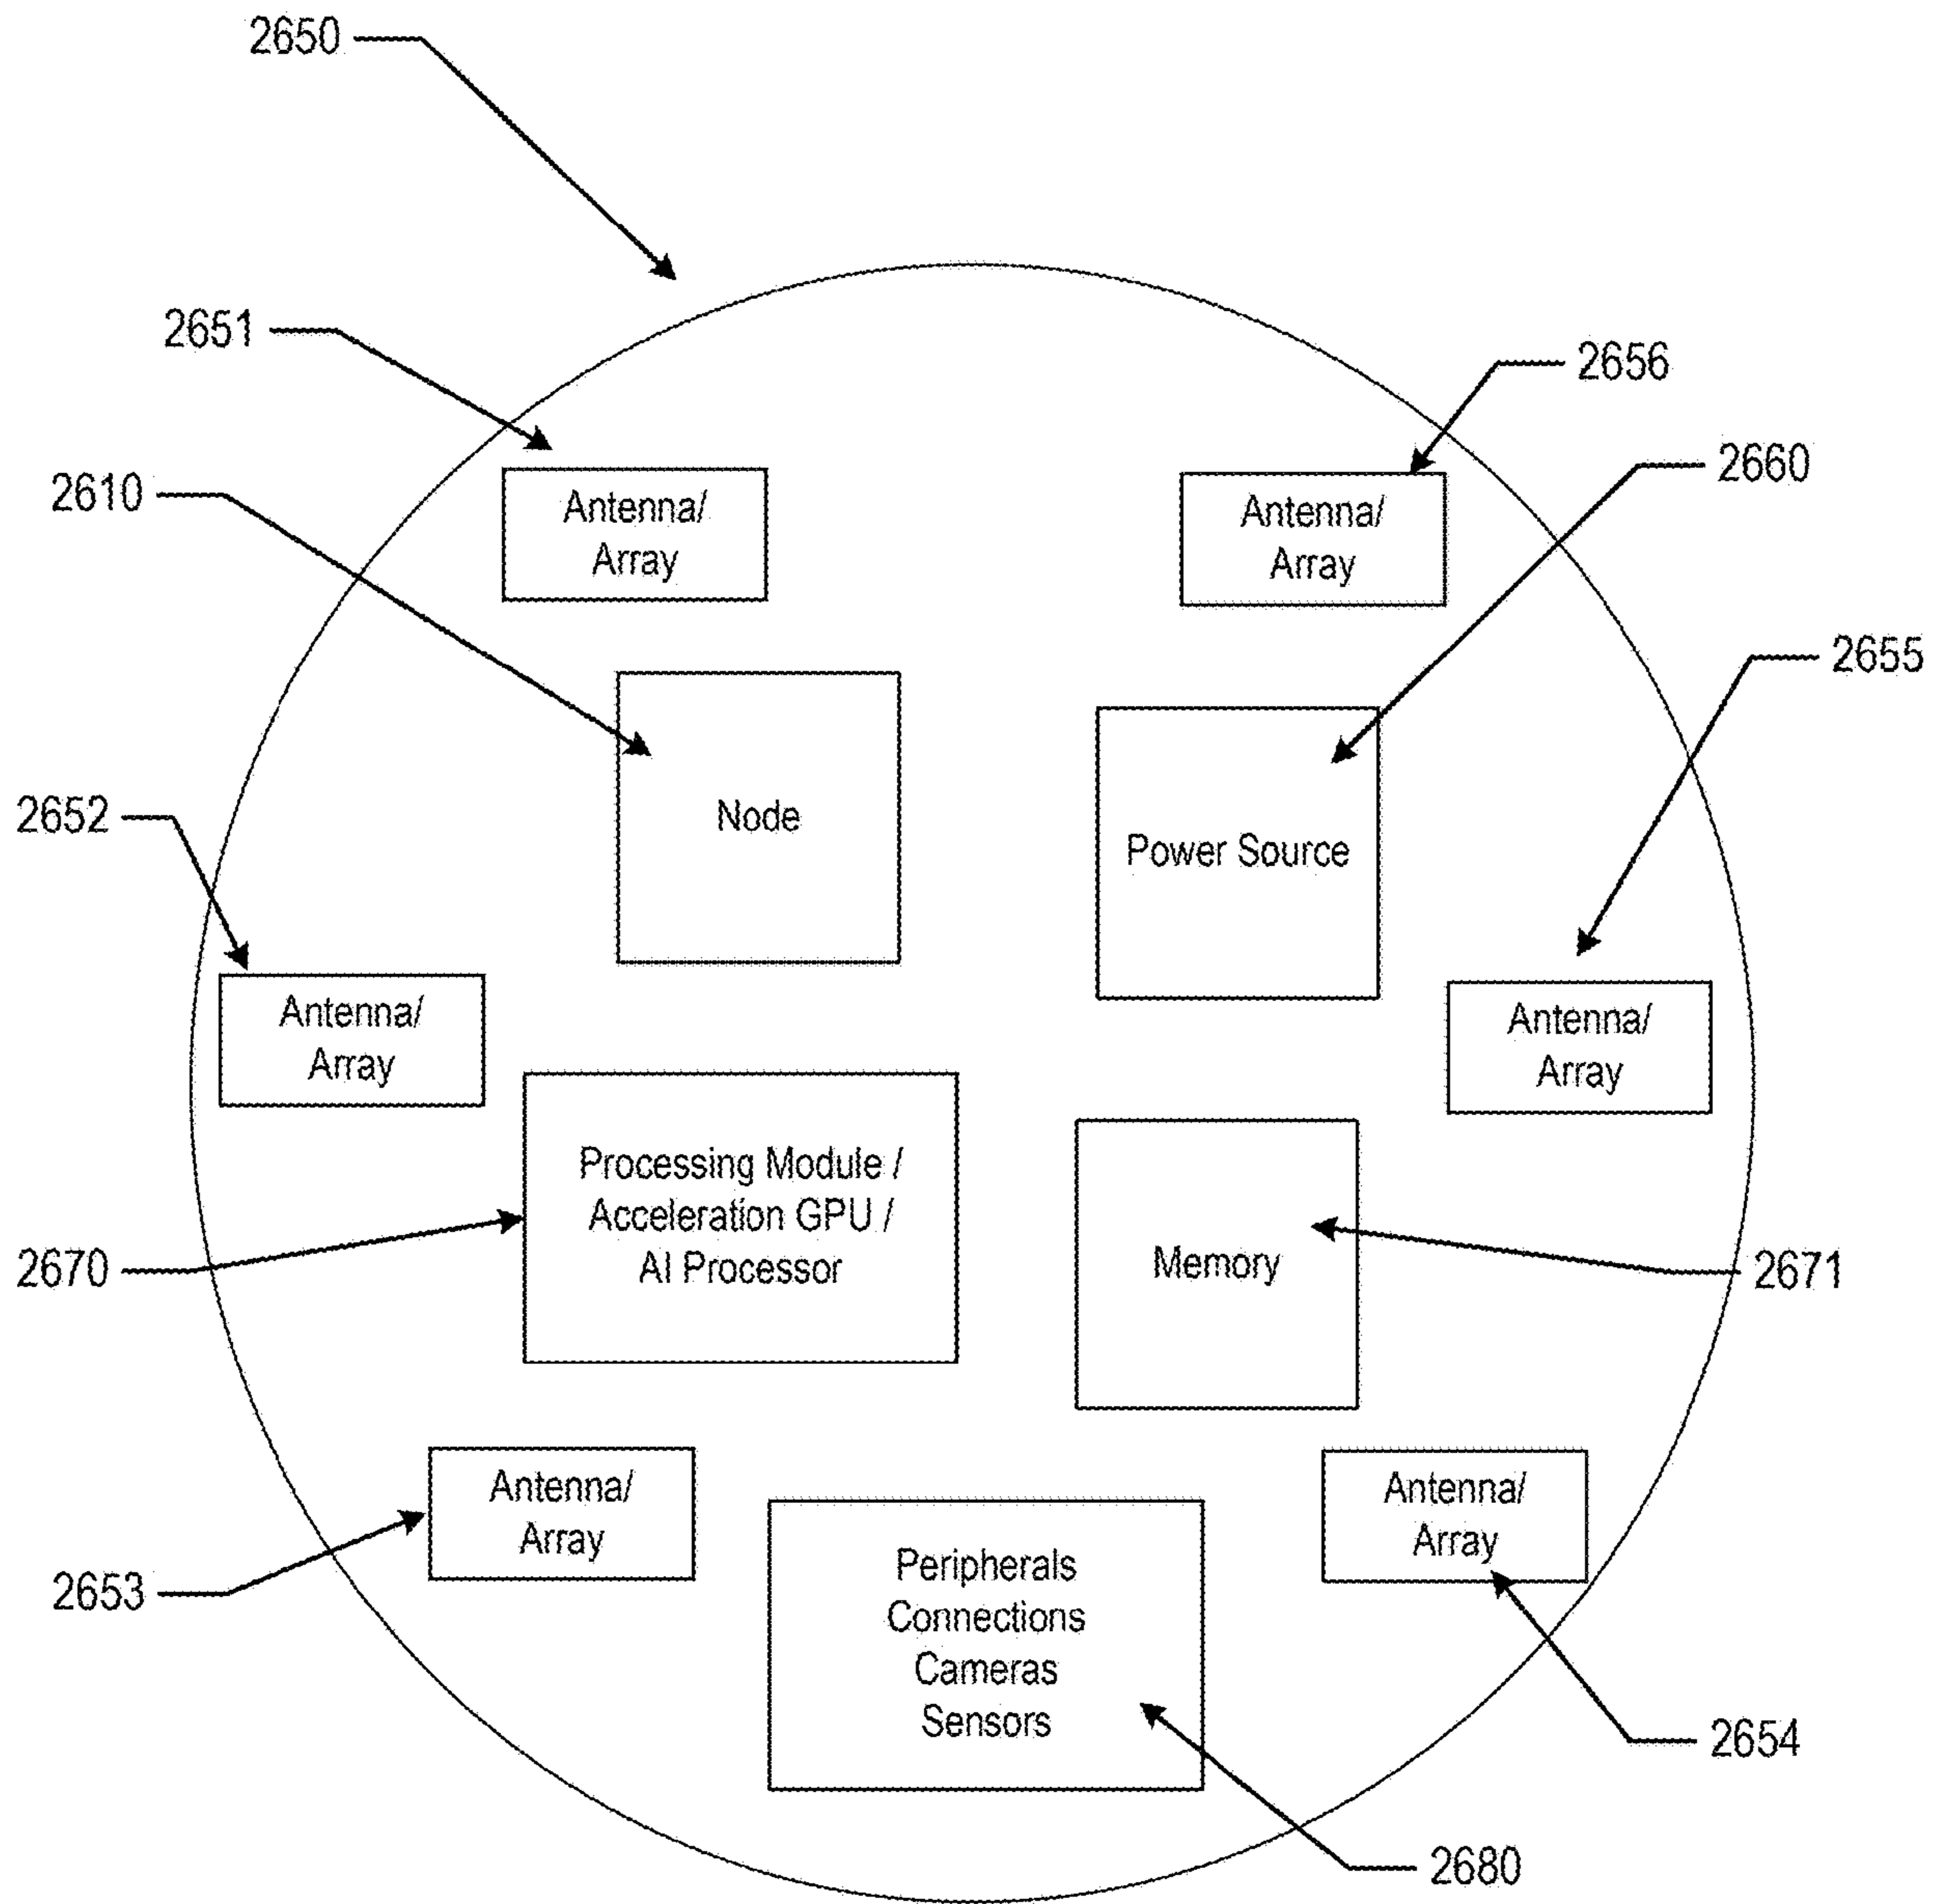 2650
2651
2656
2610
2660
Antenna/
Array
Antenna/
Array
2655
2652
Node
Power Source
Antenna/
Array
Antenna/
Array
Processing Module /
Acceleration GPU /
AI Processor
Memory
2670
2671
Antenna/
Array
Antenna/
Array
2653
Peripherals
Connections
Cameras
Sensors
2654
2680